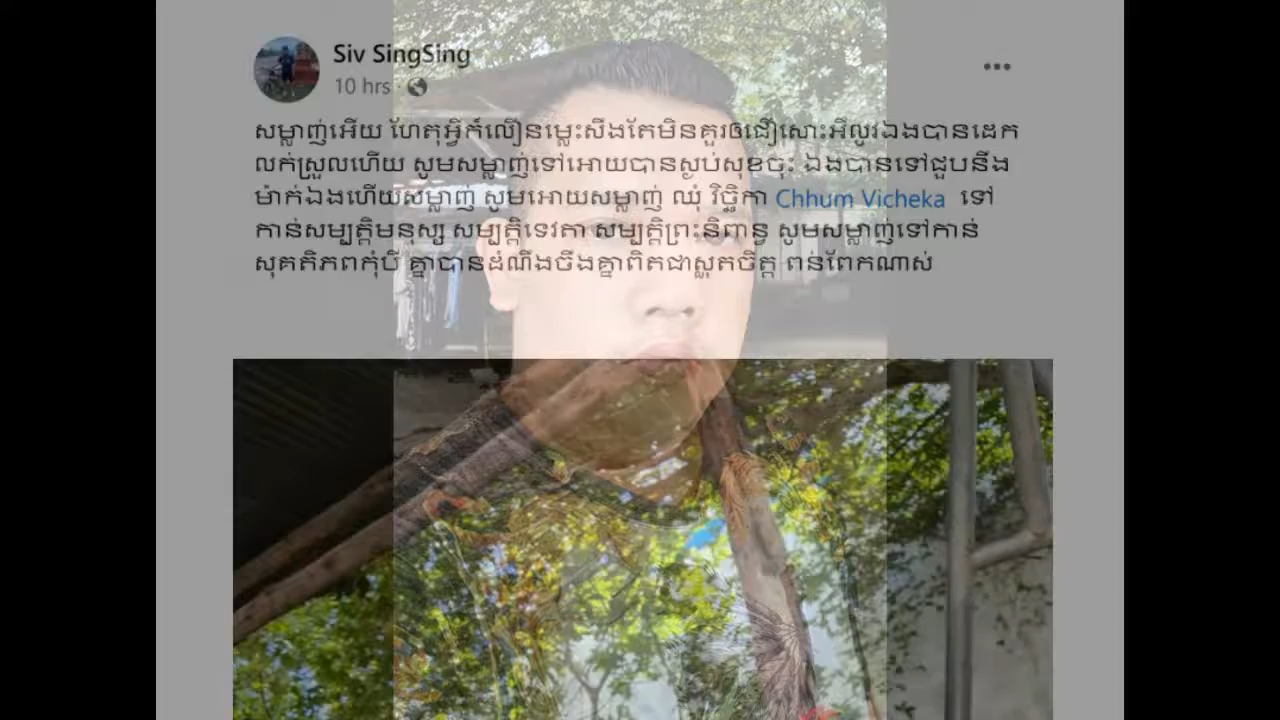 Siv SingSing
10 hrs ·
សម្លាញ់អើយ ហេតុអ្វីក៏លឿនម្លេះសឹងតែមិនគួរឲជឿសោះអីលូវឯងបានដេក
លក់ស្រួលហើយ សូមសម្លាញ់ទៅអោយបានស្ងប់សុខចុះ ឯងបានទៅជួបនឹង
ម៉ាក់ឯងហើយសម្លាញ់ សូមអោយសម្លាញ់ ឈុំ វិច្ឆិកា Chhum Vicheka ទៅ
កាន់សម្បត្តិមនុស្ស សម្បត្តិទេវតា សម្បត្តិព្រះនិពាន្វ សូមសម្លាញ់ទៅកាន់
សុគតិភពកុំបី គ្នាបានដំណឹងចឹងគ្នាពិតជាស្លុតចិត្ត ពន់ពែកណាស់